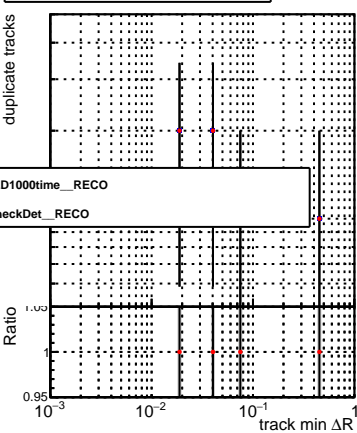 duplicate tracks
D1000time__RECO
neckDet__RECO
1.05
Ratio
1
0.95
10⁻³ 10⁻² 10⁻¹ 1
track min ΔR